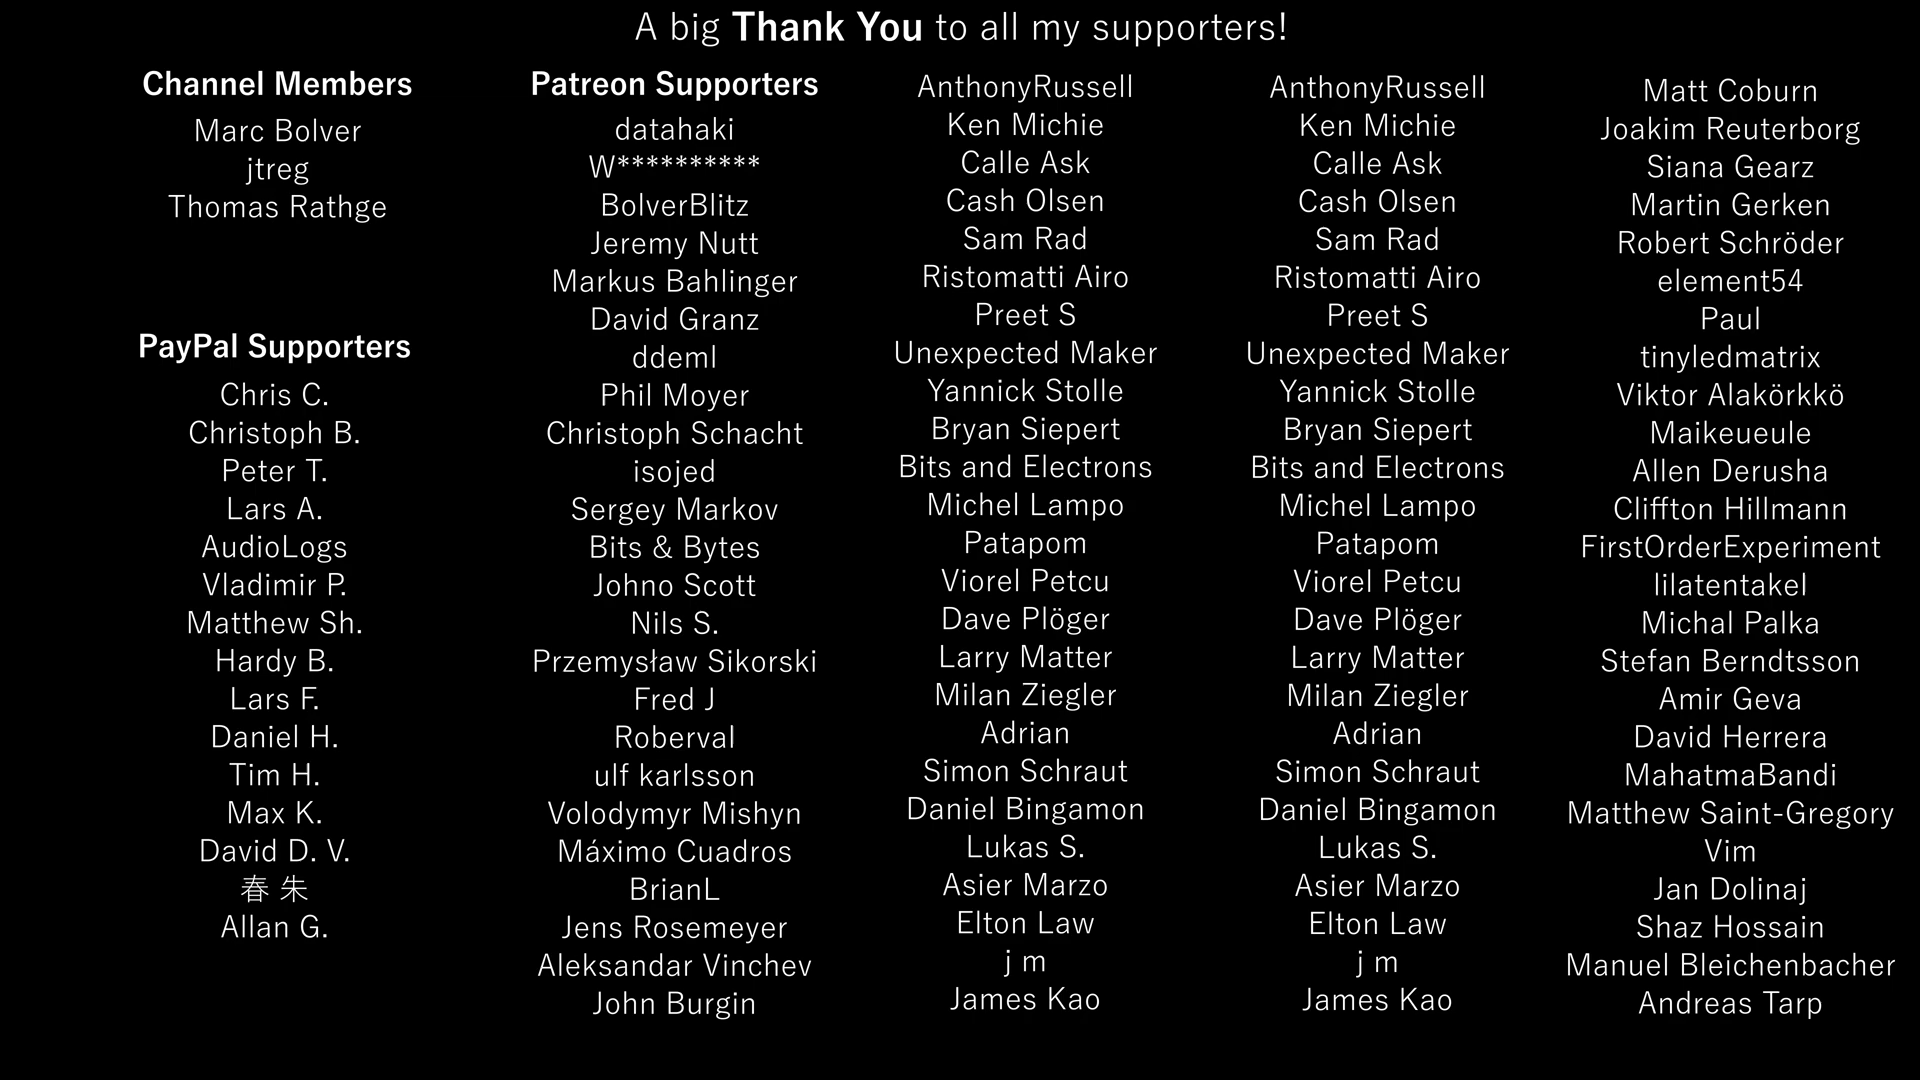 A big Thank You to all my supporters!
Channel Members
Marc Bolver
jtreg
Thomas Rathge
PayPal Supporters
Chris C.
Christoph B.
Peter T.
Lars A.
AudioLogs
Vladimir P.
Matthew Sh.
Hardy B.
Lars F.
Daniel H.
Tim H.
Max K.
David D. V.
春 朱
Allan G.
Patreon Supporters
datahaki
W**********
BolverBlitz
Jeremy Nutt
Markus Bahlinger
David Granz
ddeml
Phil Moyer
Christoph Schacht
isojed
Sergey Markov
Bits & Bytes
Johno Scott
Nils S.
Przemysław Sikorski
Fred J
Roberval
ulf karlsson
Volodymyr Mishyn
Máximo Cuadros
BrianL
Jens Rosemeyer
Aleksandar Vinchev
John Burgin
AnthonyRussell
Ken Michie
Calle Ask
Cash Olsen
Sam Rad
Ristomatti Airo
Preet S
Unexpected Maker
Yannick Stolle
Bryan Siepert
Bits and Electrons
Michel Lampo
Patapom
Viorel Petcu
Dave Plöger
Larry Matter
Milan Ziegler
Adrian
Simon Schraut
Daniel Bingamon
Lukas S.
Asier Marzo
Elton Law
j m
James Kao
AnthonyRussell
Ken Michie
Calle Ask
Cash Olsen
Sam Rad
Ristomatti Airo
Preet S
Unexpected Maker
Yannick Stolle
Bryan Siepert
Bits and Electrons
Michel Lampo
Patapom
Viorel Petcu
Dave Plöger
Larry Matter
Milan Ziegler
Adrian
Simon Schraut
Daniel Bingamon
Lukas S.
Asier Marzo
Elton Law
j m
James Kao
Matt Coburn
Joakim Reuterborg
Siana Gearz
Martin Gerken
Robert Schröder
element54
Paul
tinyledmatrix
Viktor Alakörkkö
Maikeueule
Allen Derusha
Cliffton Hillmann
FirstOrderExperiment
lilatentakel
Michal Palka
Stefan Berndtsson
Amir Geva
David Herrera
MahatmaBandi
Matthew Saint-Gregory
Vim
Jan Dolinaj
Shaz Hossain
Manuel Bleichenbacher
Andreas Tarp